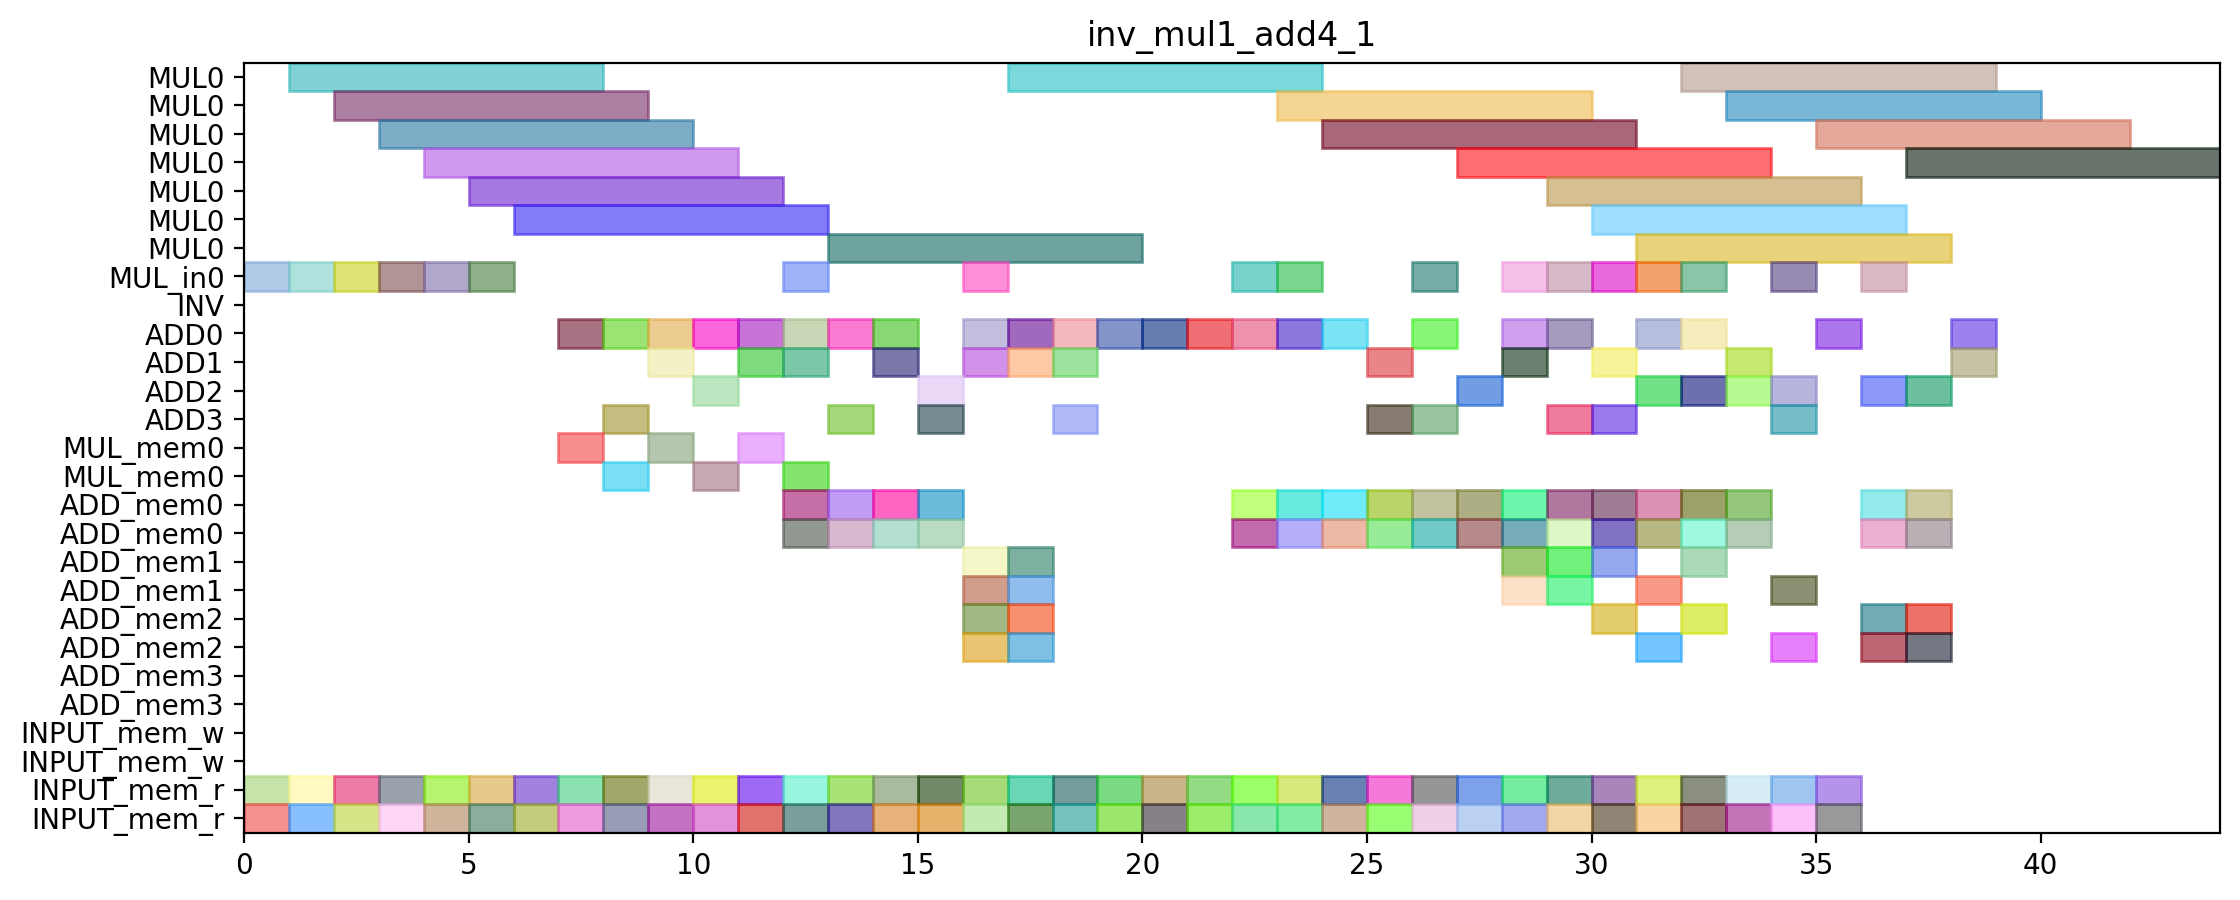 inv_mul1_add4_1
MUL0
MUL0
MUL0
MUL0
MUL0
MUL0
MUL0
MUL_in0
INV
ADD0
ADD1
ADD2
ADD3
MUL_mem0
MUL_mem0
ADD_mem0
ADD_mem0
ADD_mem1
ADD_mem1
ADD_mem2
ADD_mem2
ADD_mem3
ADD_mem3
INPUT_mem_w
INPUT_mem_w
INPUT_mem_r
INPUT_mem_r
0 5 10 15 20 25 30 35 40